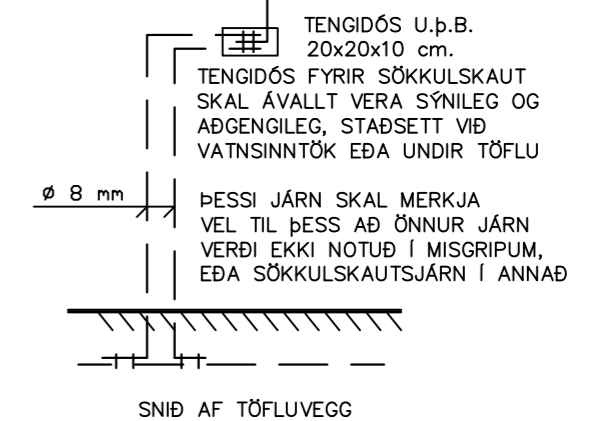 TENGIDÓS U.þ.B.
20x20x10 cm.
TENGIDÓS FYRIR SÖKKULSKAUT
SKAL ÁVALLT VERA SÝNILEG OG
AÐGENGILEG, STAÐSETT VIÐ
VATNSINNTÖK EÐA UNDIR TÖFLU
ø 8 mm
ÞESSI JÁRN SKAL MERKJA
VEL TIL ÞESS AÐ ÖNNUR JÁRN
VERÐI EKKI NOTUÐ Í MISGRIPUM,
EÐA SÖKKULSKAUTSJÁRN Í ANNAÐ
SNIÐ AF TÖFLUVEGG